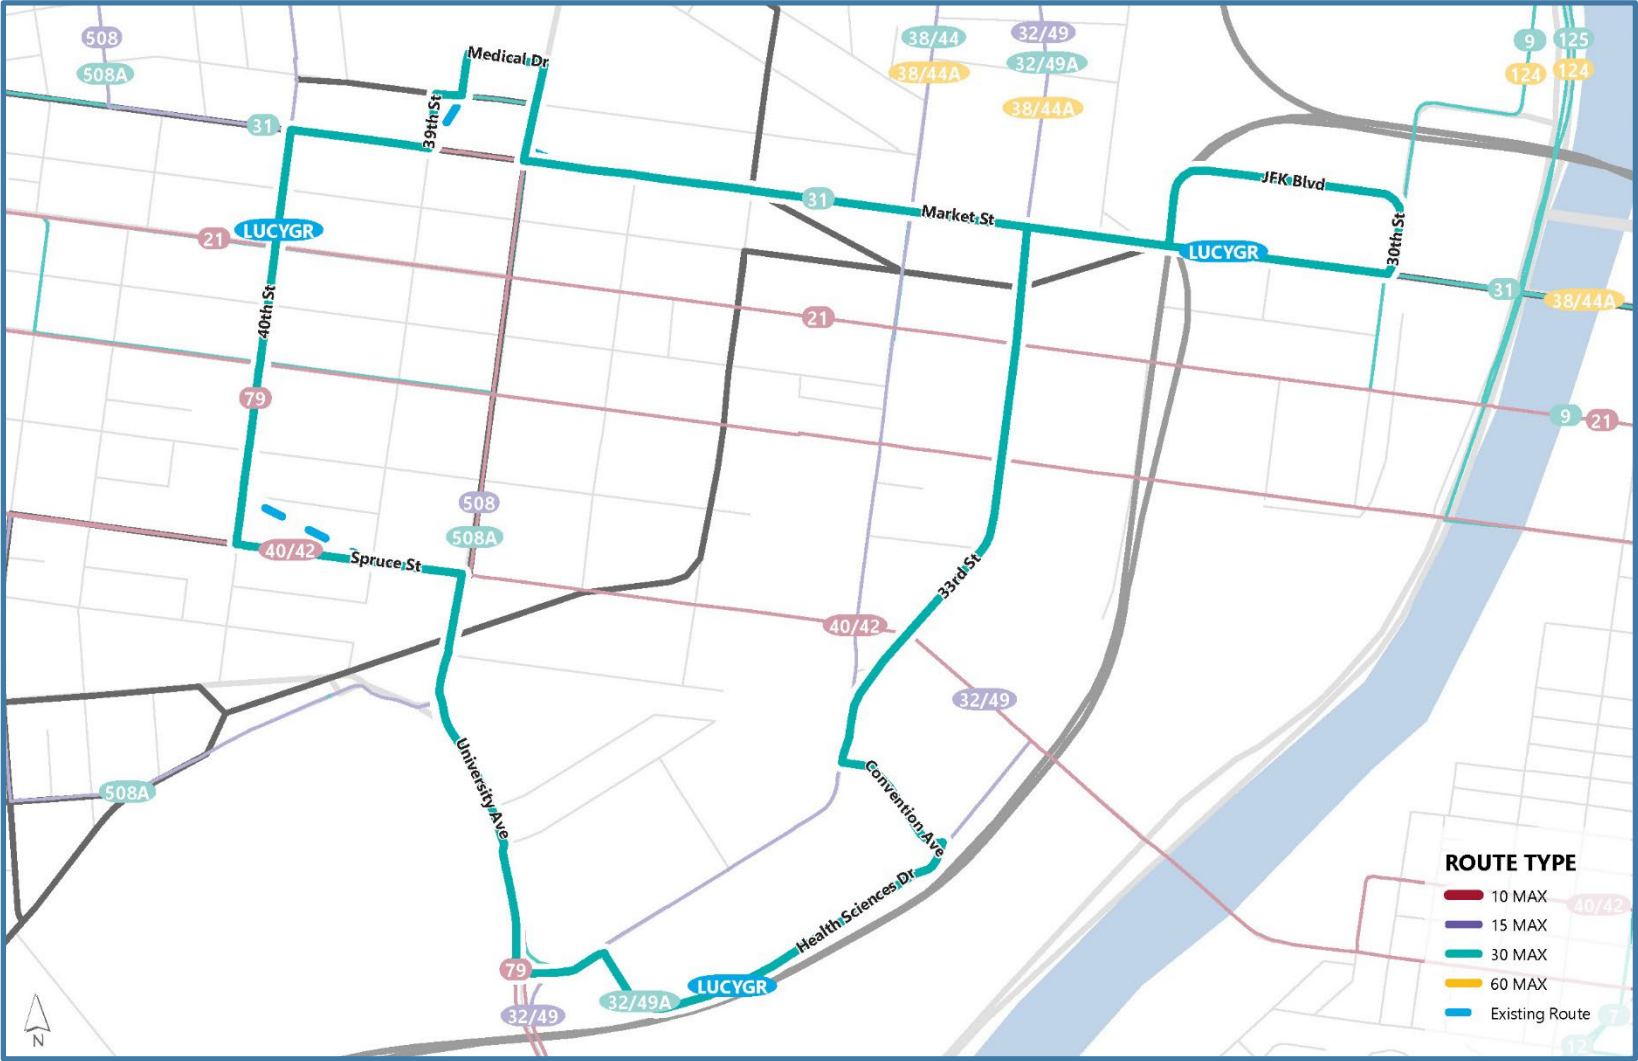 508
508A
Medical Dr
38/44
38/44A
32/49
32/49A
38/44A
9
124
125
124
31
39th St
31
JFK Blvd
Market St
30th St
LUCYGR
21
LUCYGR
31
38/44A
40th St
21
79
9
21
508
508A
40/42
Spruce St
33rd St
40/42
32/49
University Ave
508A
Convention Ave
Health Sciences Dr
79
LUCYGR
32/49A
32/49
N
ROUTE TYPE
10 MAX
40/42
15 MAX
30 MAX
60 MAX
Existing Route
7
12